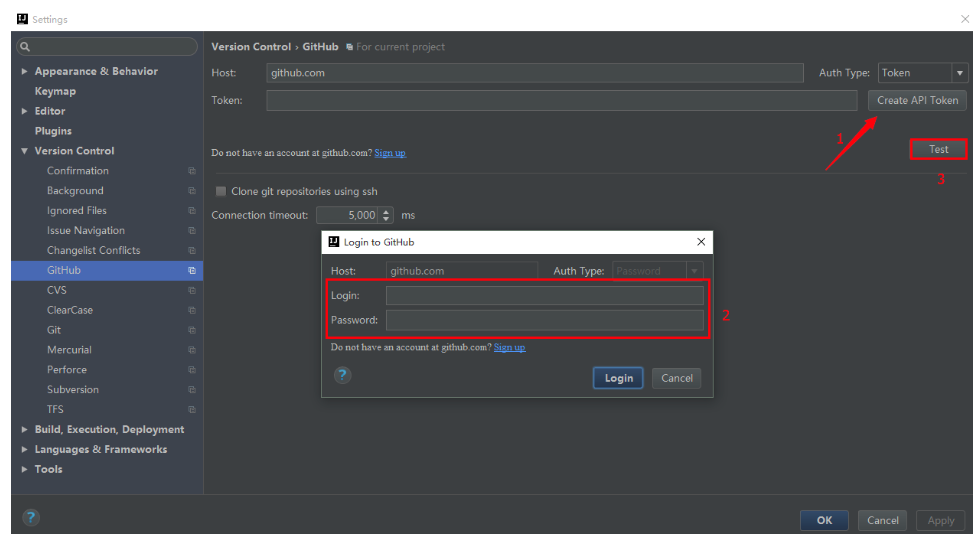 Settings
Version Control › GitHub For current project
Appearance & Behavior
Keymap
Editor
Plugins
Version Control
Confirmation
Background
Ignored Files
Issue Navigation
Changelist Conflicts
GitHub
CVS
ClearCase
Git
Mercurial
Perforce
Subversion
TFS
Build, Execution, Deployment
Languages & Frameworks
Tools
Host: github.com Auth Type: Token
Token: Create API Token
1
Do not have an account at github.com? Sign up Test
3
Clone git repositories using ssh
Connection timeout: 5,000 ms
IJ Login to GitHub
Host: github.com Auth Type: Password
Login:
Password:
2
Do not have an account at github.com? Sign up
? Login Cancel
? OK Cancel Apply